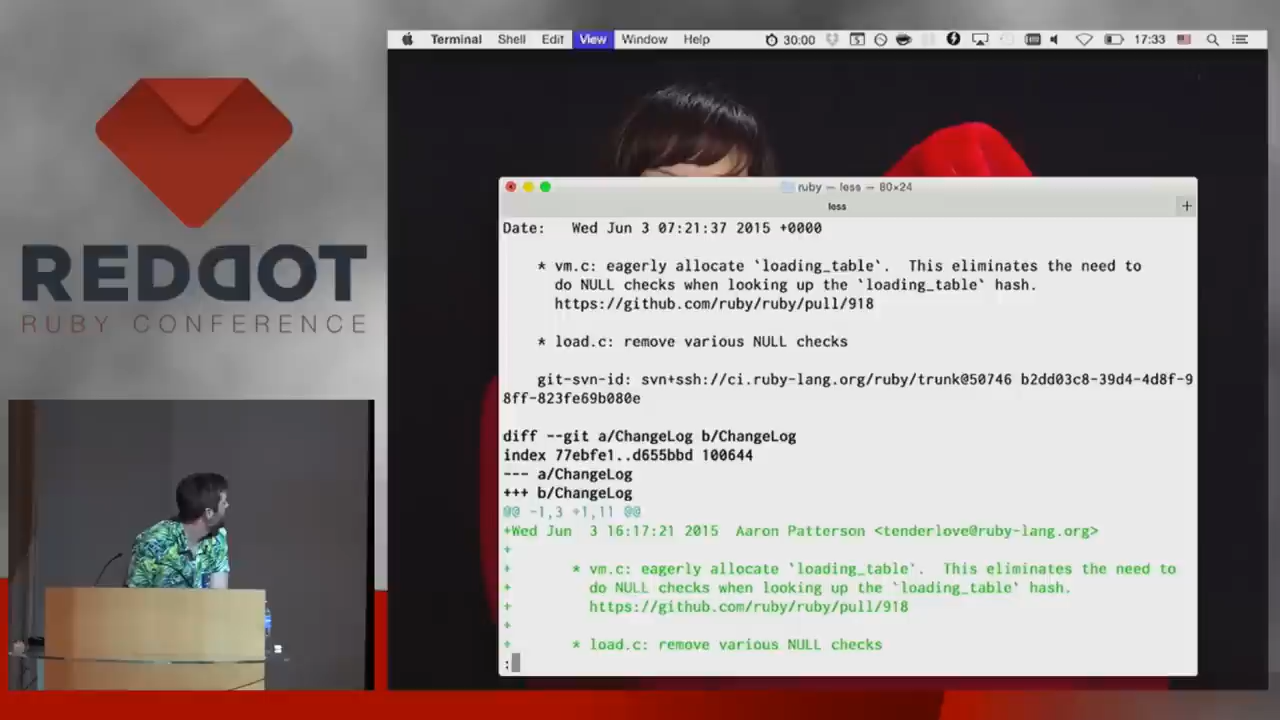 REDDOT
RUBY CONFERENCE
Terminal Shell Edit View Window Help 30:00 17:33
ruby — less — 80×24
less
+
Date:   Wed Jun 3 07:21:37 2015 +0000
* vm.c: eagerly allocate `loading_table`.  This eliminates the need to
do NULL checks when looking up the `loading_table` hash.
https://github.com/ruby/ruby/pull/918
* load.c: remove various NULL checks
git-svn-id: svn+ssh://ci.ruby-lang.org/ruby/trunk@50746 b2dd03c8-39d4-4d8f-9
8ff-823fe69b080e
diff --git a/ChangeLog b/ChangeLog
index 77ebfe1..d655bbd 100644
--- a/ChangeLog
+++ b/ChangeLog
@@ -1,3 +1,11 @@
+Wed Jun  3 16:17:21 2015  Aaron Patterson <tenderlove@ruby-lang.org>
+
+       * vm.c: eagerly allocate `loading_table`.  This eliminates the need to
+         do NULL checks when looking up the `loading_table` hash.
+         https://github.com/ruby/ruby/pull/918
+
+       * load.c: remove various NULL checks
: